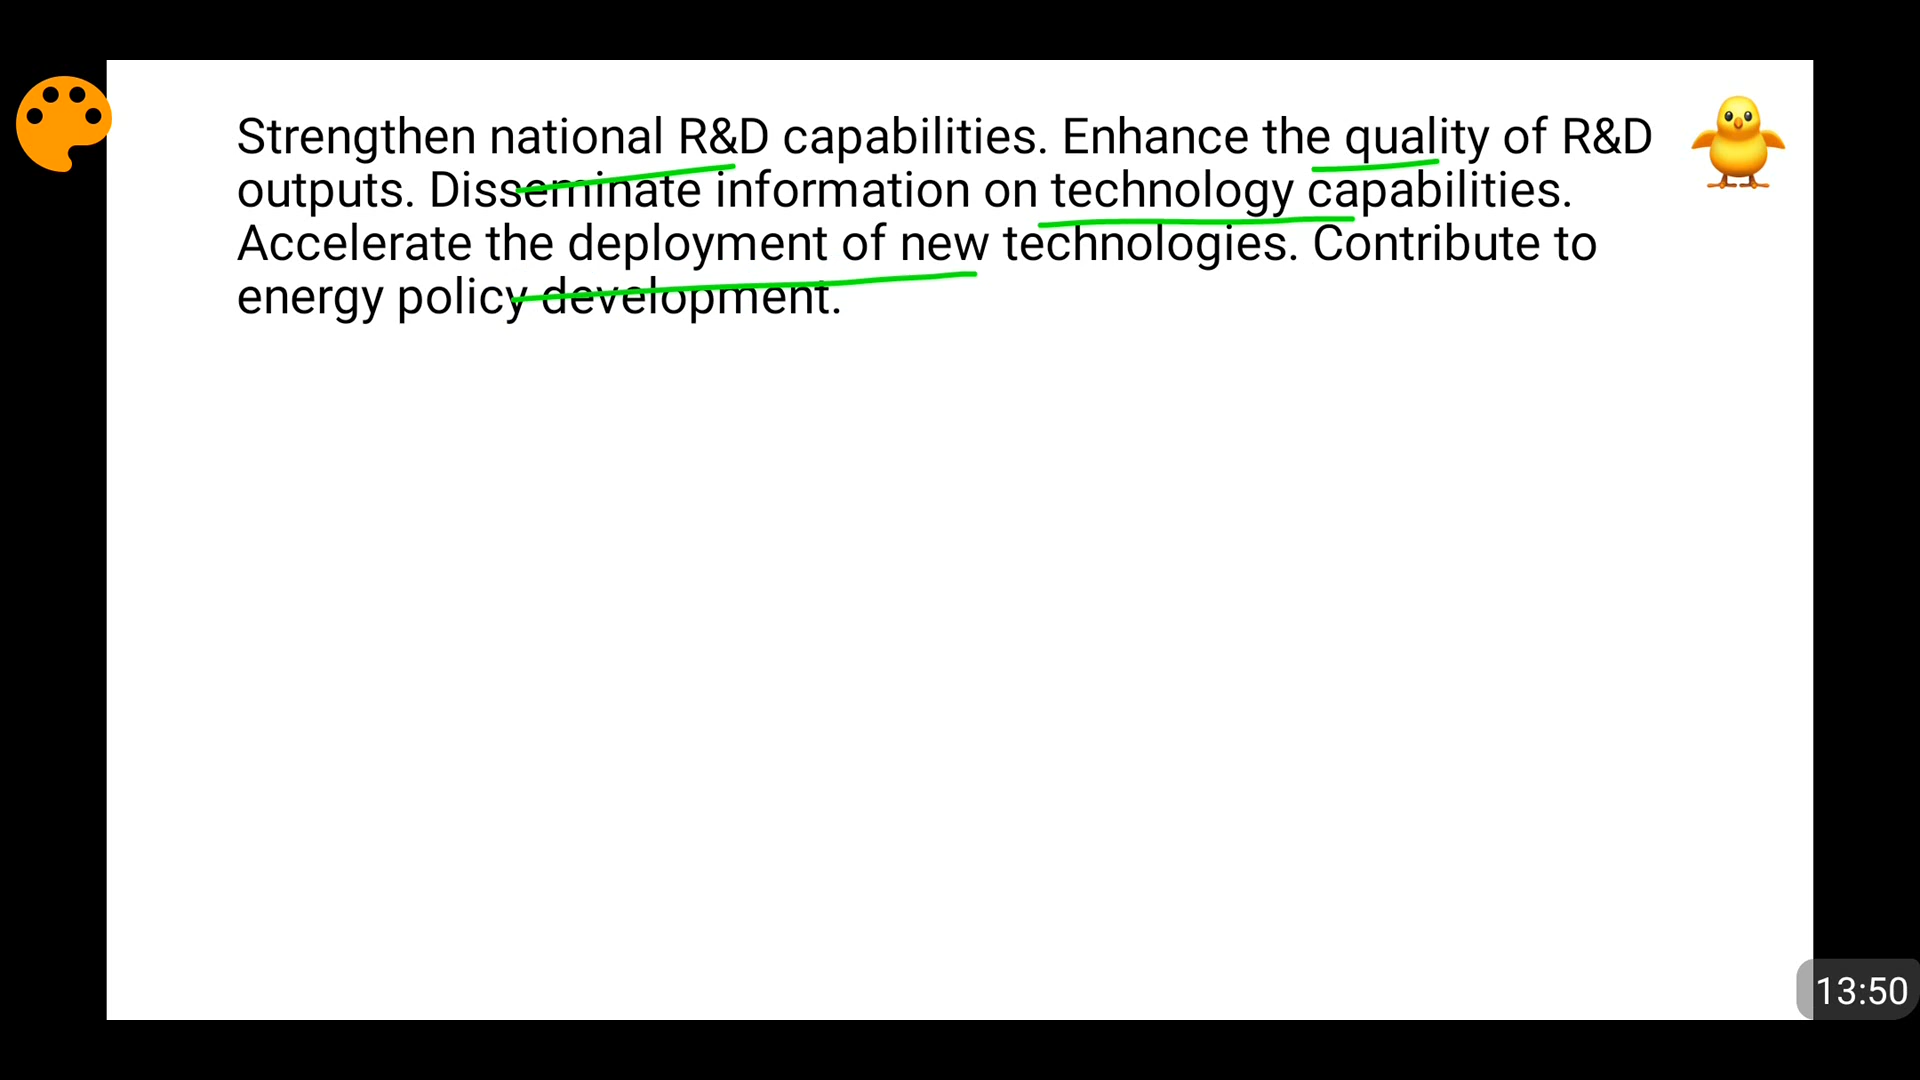 Strengthen national R&D capabilities. Enhance the quality of R&D
outputs. Disseminate information on technology capabilities.
Accelerate the deployment of new technologies. Contribute to
energy policy development.
13:50